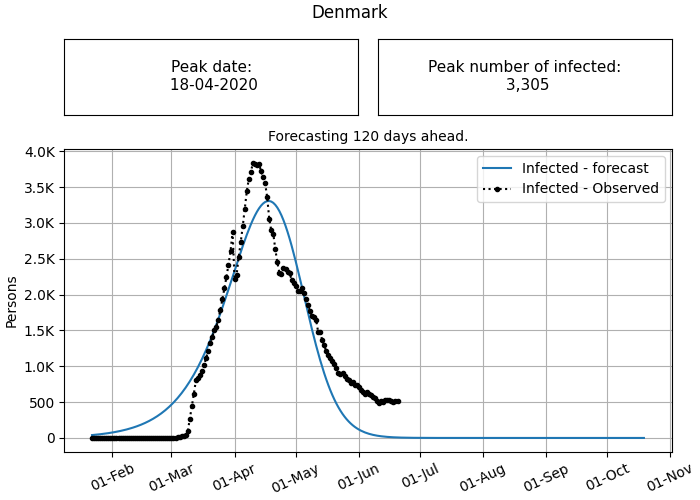 Denmark
Peak date:
18-04-2020
Peak number of infected:
3,305
Forecasting 120 days ahead.
4.0K
3.5K
3.0K
2.5K
2.0K
1.5K
1.0K
500
0
Persons
Infected - forecast
Infected - Observed
01-Feb
01-Mar
01-Apr
01-May
01-Jun
01-Jul
01-Aug
01-Sep
01-Oct
01-Nov